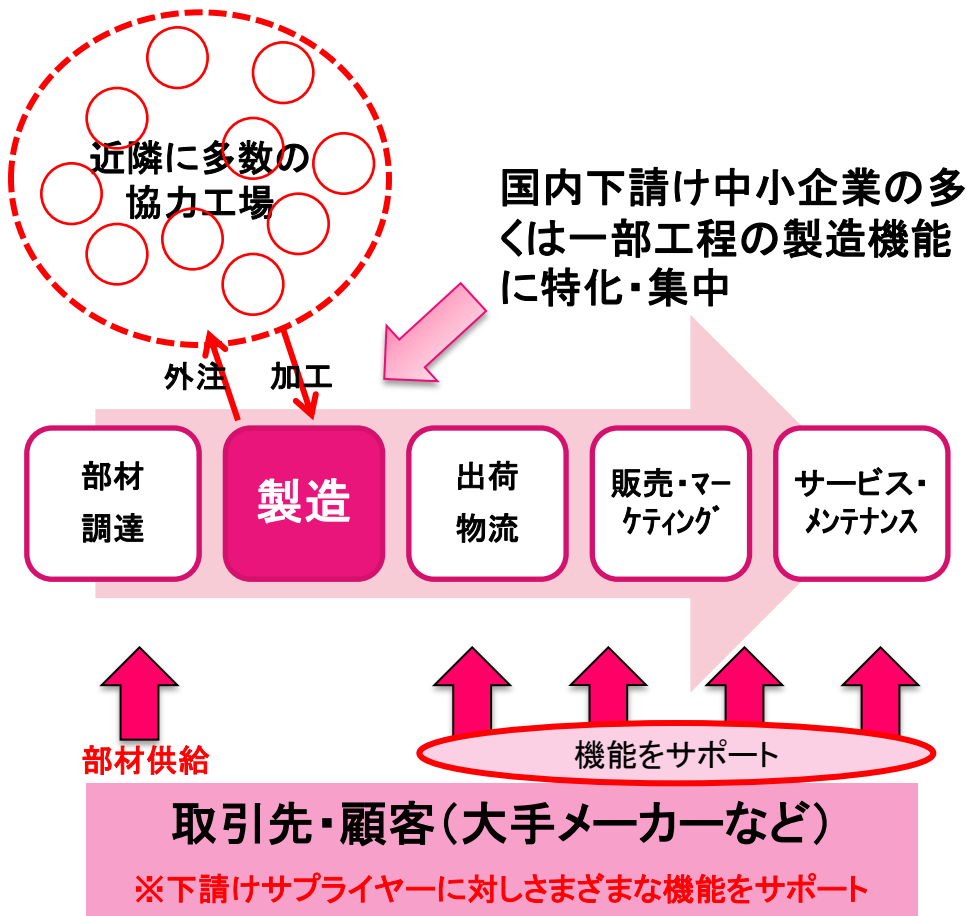 近隣に多数の
協力工場
国内下請け中小企業の多
くは一部工程の製造機能
に特化・集中
外注
加工
部材
調達
製造
出荷
物流
販売・マー
ケティング
サービス・
メンテナンス
部材供給
機能をサポート
取引先・顧客（大手メーカーなど）
※下請けサプライヤーに対しさまざまな機能をサポート